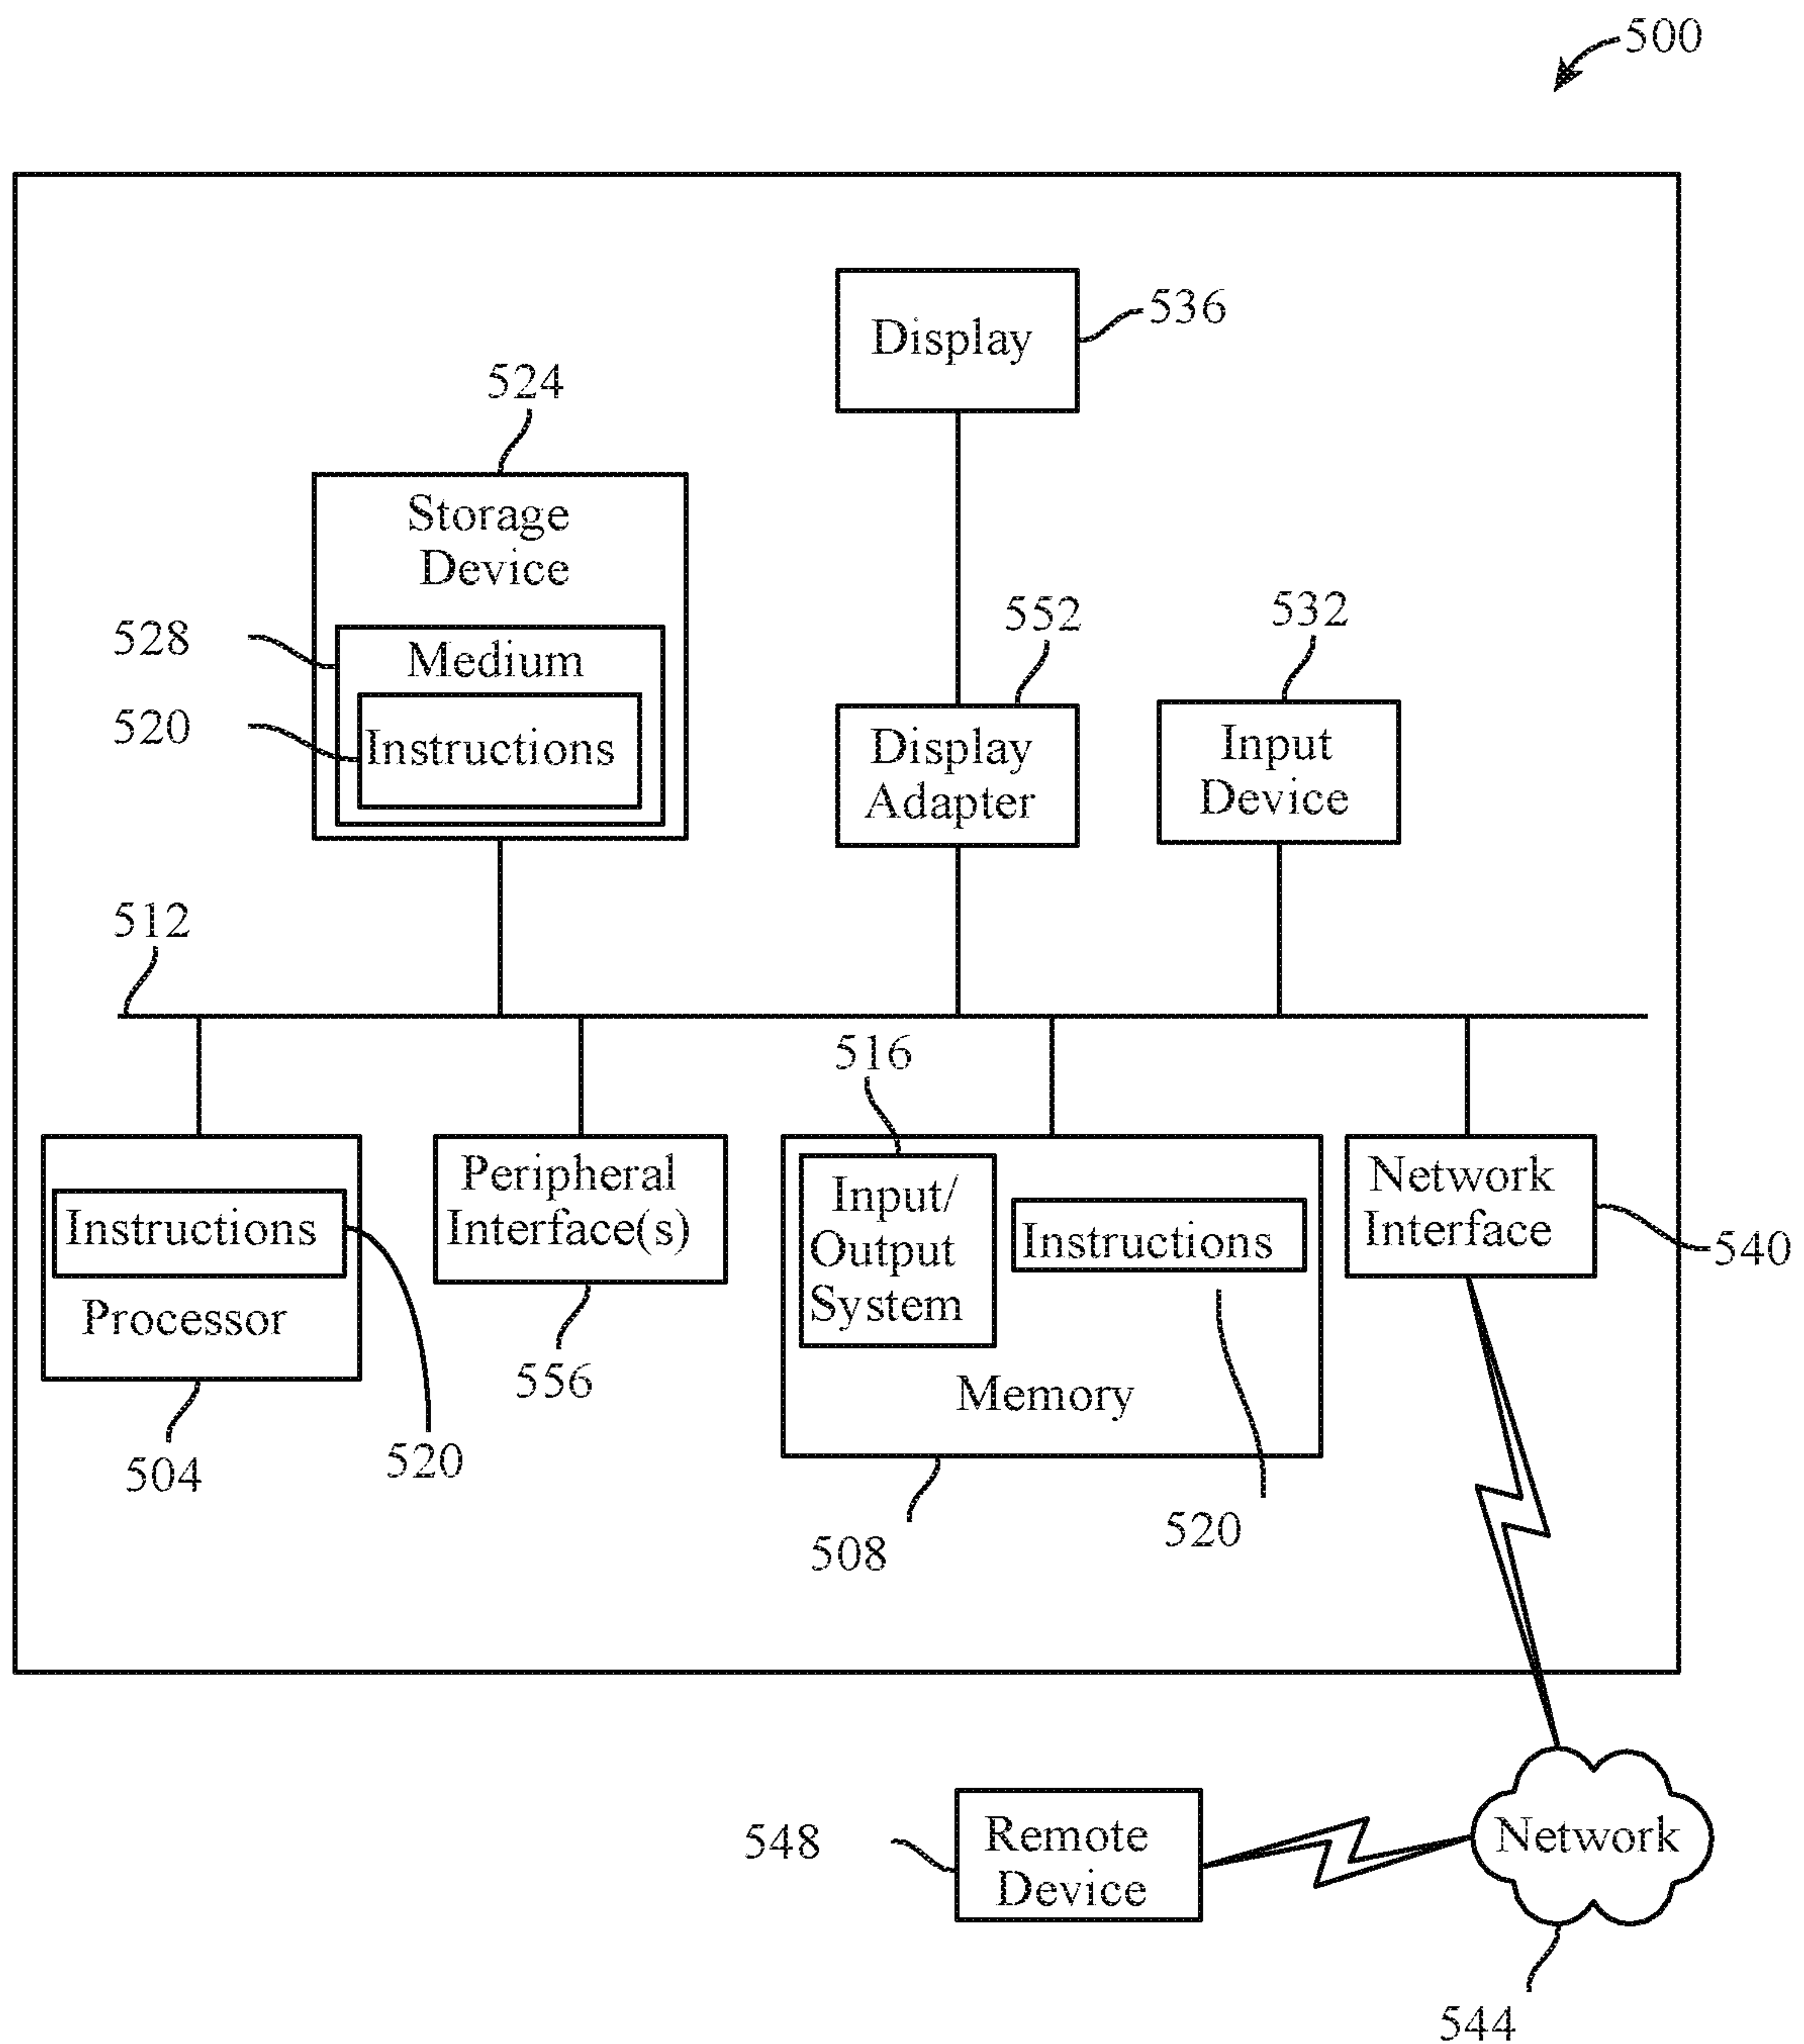 500
Display
536
524
Storage
Device
528
Medium
520
Instructions
552
Display
Adapter
532
Input
Device
512
516
Instructions
Processor
504
520
Peripheral
Interface(s)
556
Input/
Output
System
Instructions
Memory
508
520
Network
Interface
540
548
Remote
Device
Network
544